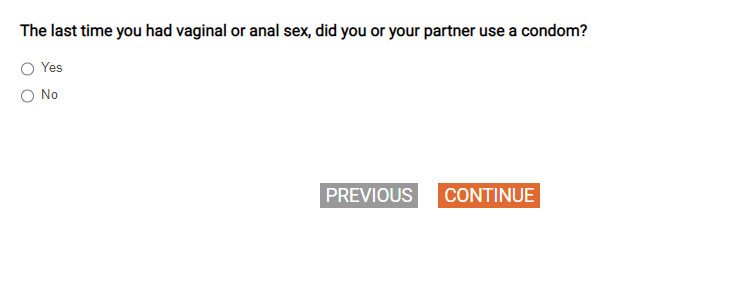 The last time you had vaginal or anal sex, did you or your partner use a condom?
Yes
No
PREVIOUS CONTINUE